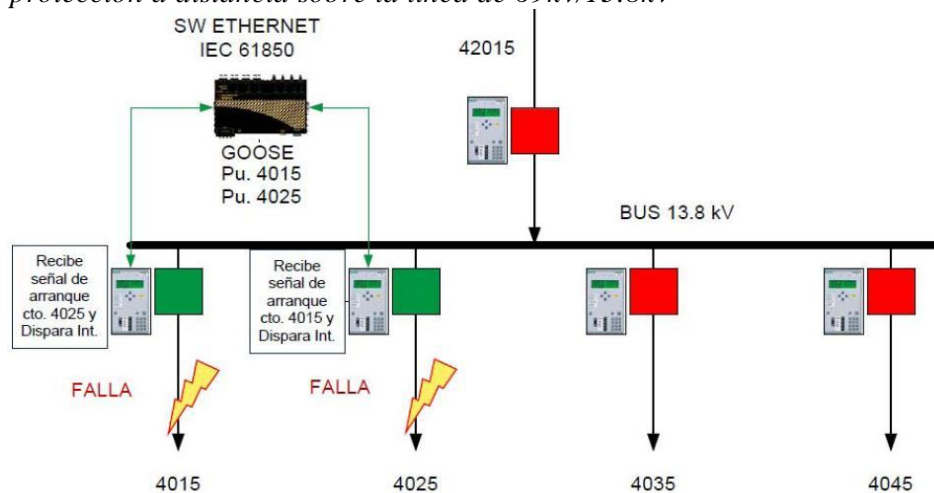 protección a distancia sobre la línea de 69kV/13.8kV
SW ETHERNET
IEC 61850
42015
GOOSE
Pu. 4015
Pu. 4025
BUS 13.8 kV
Recibe
señal de
arranque
cto. 4025 y
Dispara Int.
Recibe
señal de
arranque
cto. 4015 y
Dispara Int.
FALLA
FALLA
4015
4025
4035
4045